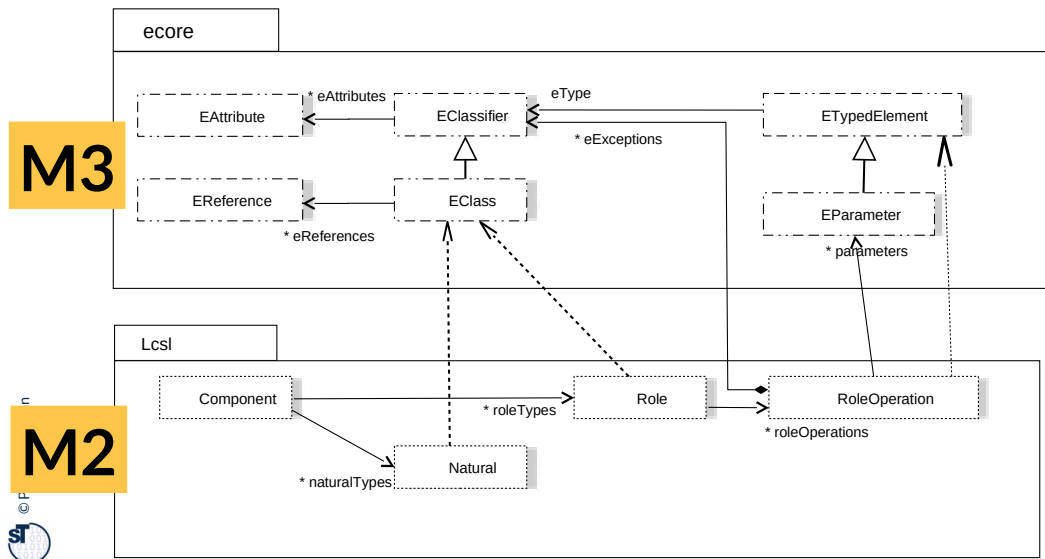 ecore
* eAttributes
eType
EAttribute
EClassifier
ETypedElement
* eExceptions
M3
EReference
EClass
EParameter
* eReferences
* parameters
Lcsl
Component
Role
RoleOperation
* roleTypes
* roleOperations
M2
Natural
* naturalTypes
©
ST